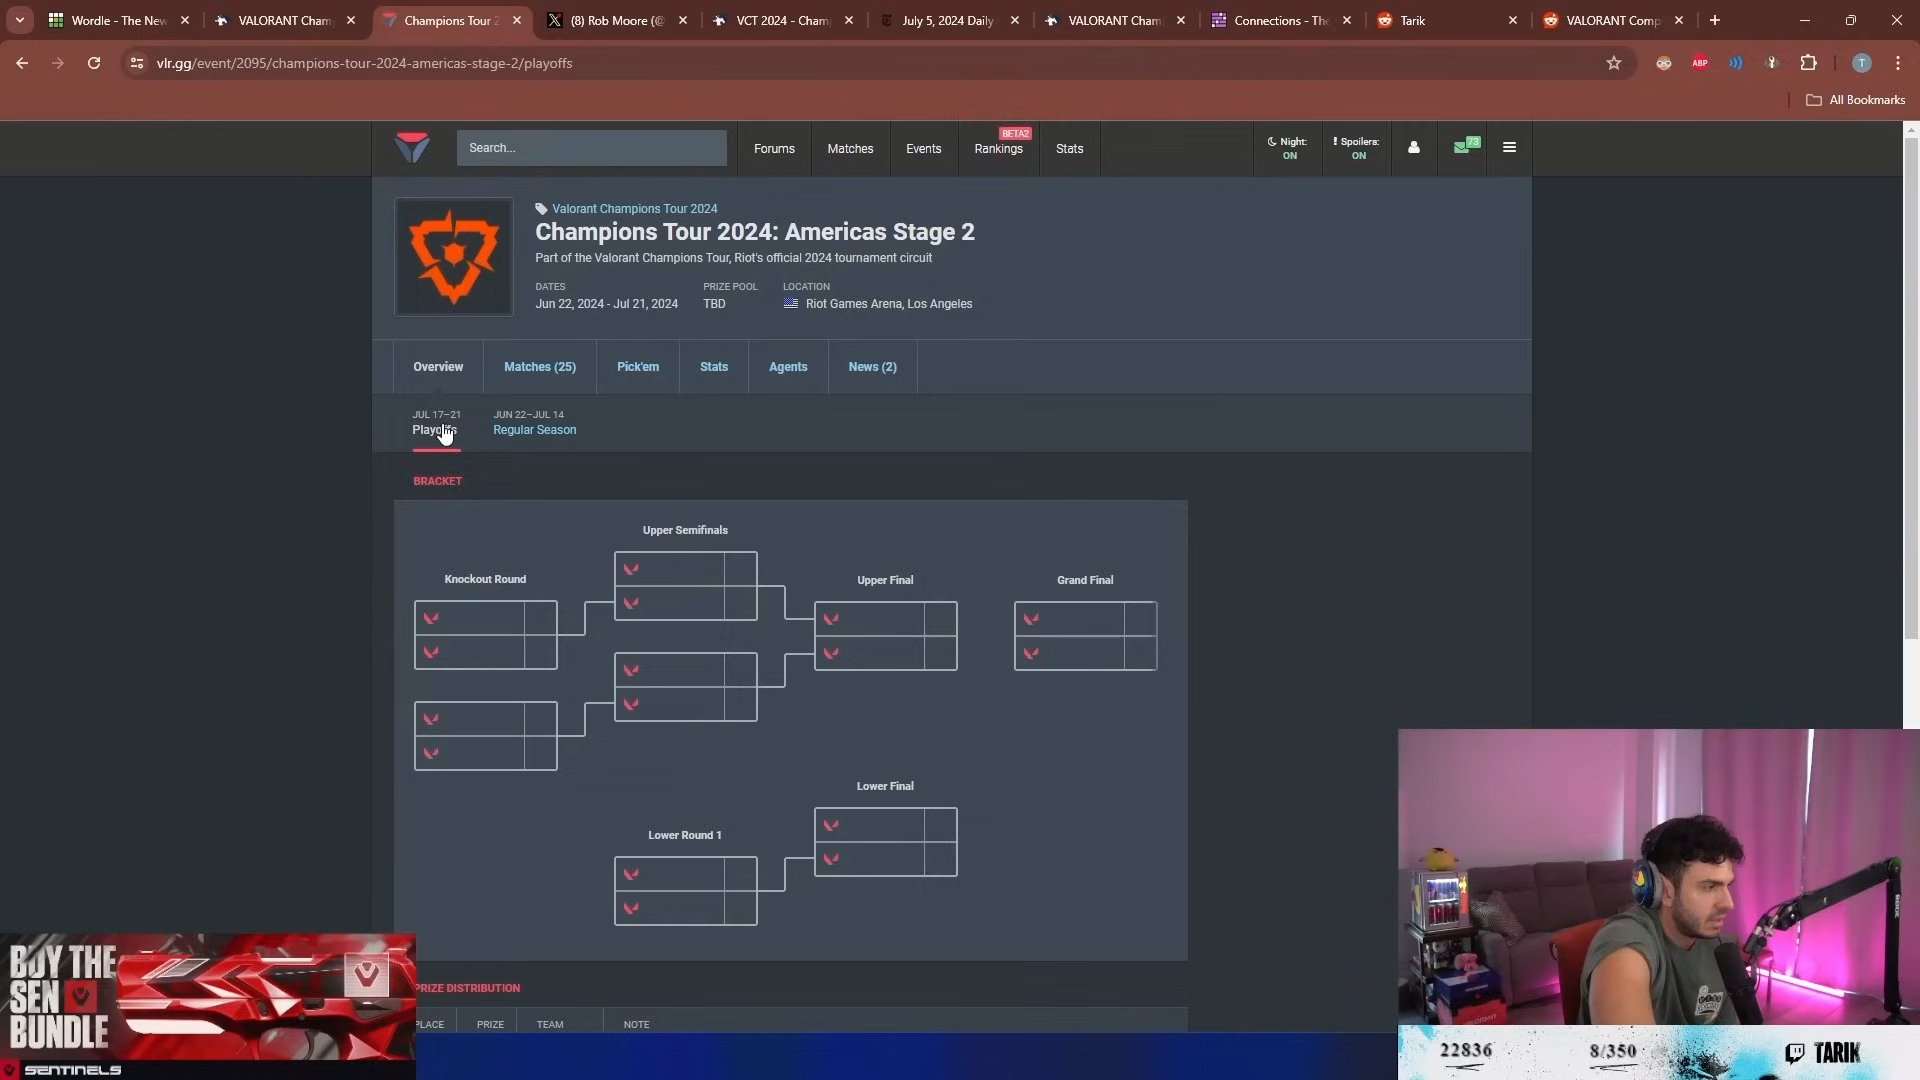 Wordle - The New
VALORANT Cham
Champions Tour 2
(8) Rob Moore (@
VCT 2024 - Cham
July 5, 2024 Daily
VALORANT Cham
Connections - The
Tarik
VALORANT Comp
vlr.gg/event/2095/champions-tour-2024-americas-stage-2/playoffs
ABP
T
All Bookmarks
Search...
Forums
Matches
Events
BETA2
Rankings
Stats
Night:
ON
! Spoilers:
ON
73
Valorant Champions Tour 2024
Champions Tour 2024: Americas Stage 2
Part of the Valorant Champions Tour, Riot's official 2024 tournament circuit
DATES
Jun 22, 2024 - Jul 21, 2024
PRIZE POOL
TBD
LOCATION
Riot Games Arena, Los Angeles
Overview
Matches (25)
Pick'em
Stats
Agents
News (2)
JUL 17–21
Playoffs
JUN 22–JUL 14
Regular Season
BRACKET
Upper Semifinals
Knockout Round
Upper Final
Grand Final
Lower Final
Lower Round 1
PRIZE DISTRIBUTION
PLACE
PRIZE
TEAM
NOTE
BUY THE
SEN
BUNDLE
SENTINELS
22836
8/350
TARIK